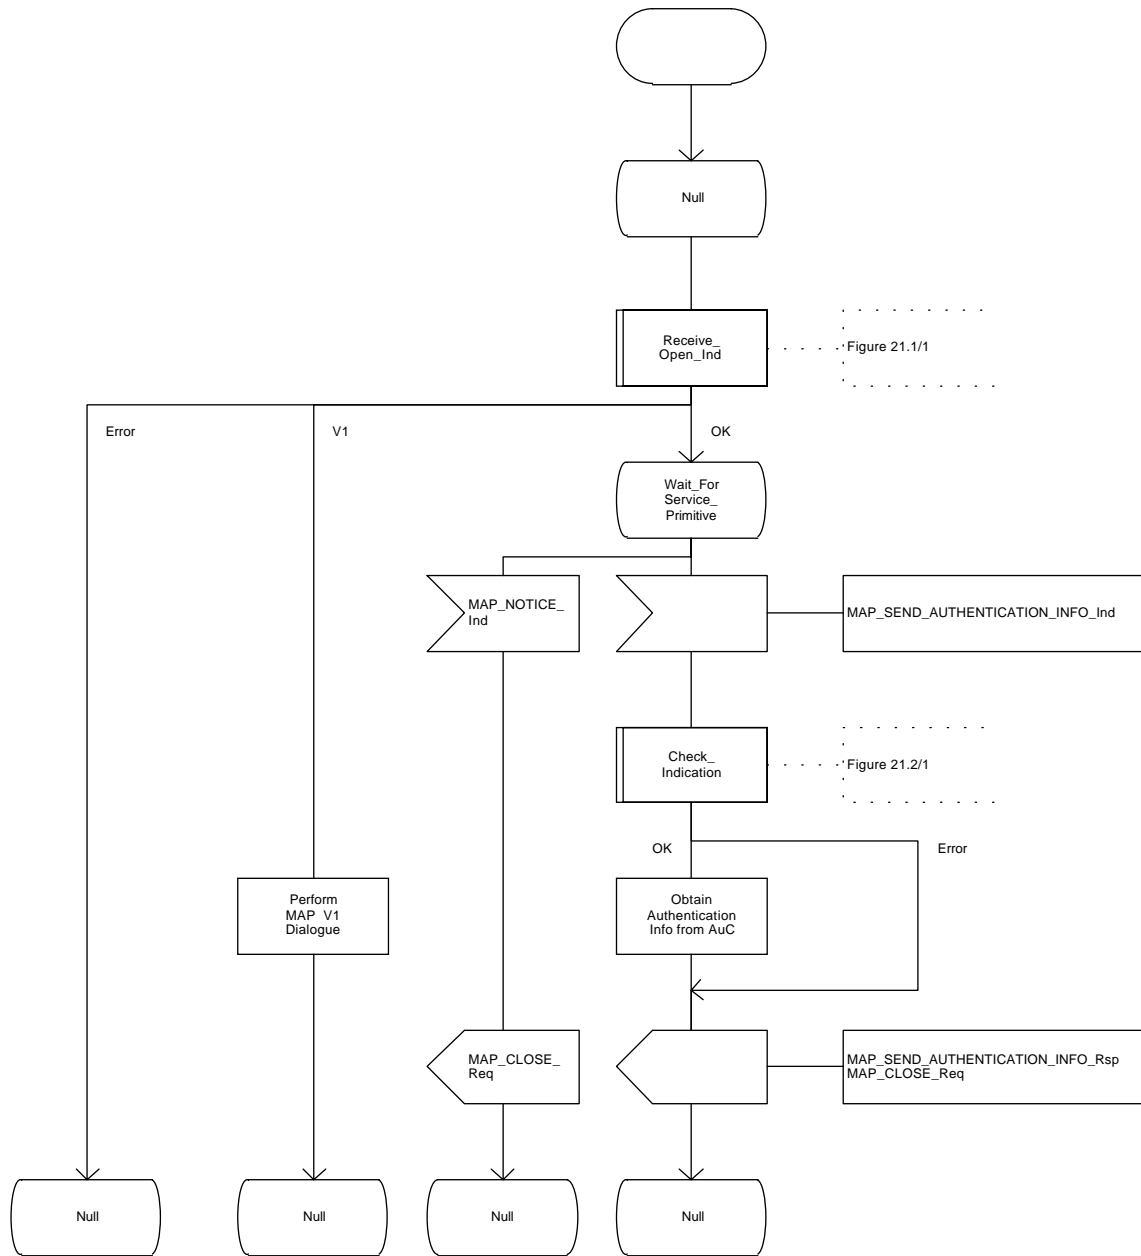 Null
Receive_
Open_Ind
Figure 21.1/1
Error
V1
OK
Wait_For
Service_
Primitive
MAP_NOTICE_
Ind
MAP_SEND_AUTHENTICATION_INFO_Ind
Check_
Indication
Figure 21.2/1
OK
Error
Perform
MAP V1
Dialogue
Obtain
Authentication
Info from AuC
MAP_CLOSE_
Req
MAP_SEND_AUTHENTICATION_INFO_Rsp
MAP_CLOSE_Req
Null
Null
Null
Null